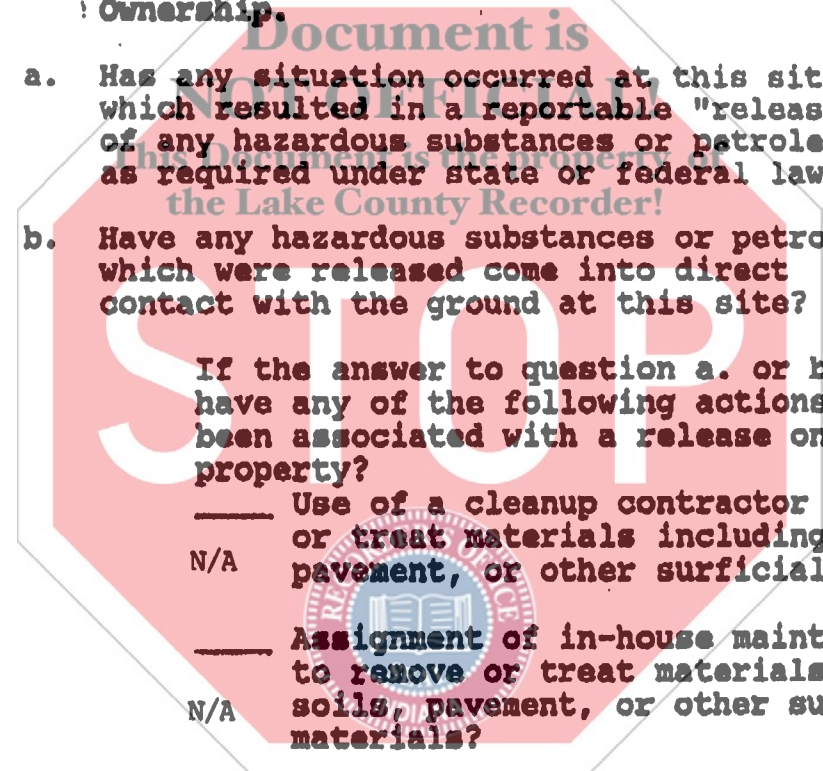 Ownership.
Document is
a. Has any situation occurred at this sit
NOT OFFICIAL!
which resulted in a reportable "releas
of any hazardous substances or petrole
This Document is the property of
as required under state or federal law
the Lake County Recorder!
b. Have any hazardous substances or petro
which were released come into direct
contact with the ground at this site?
STOP
If the answer to question a. or b
have any of the following actions
been associated with a release on
property?
Use of a cleanup contractor
or treat materials including
N/A pavement, or other surficial
Assignment of in-house maint
to remove or treat materials
N/A soils, pavement, or other su
materials?